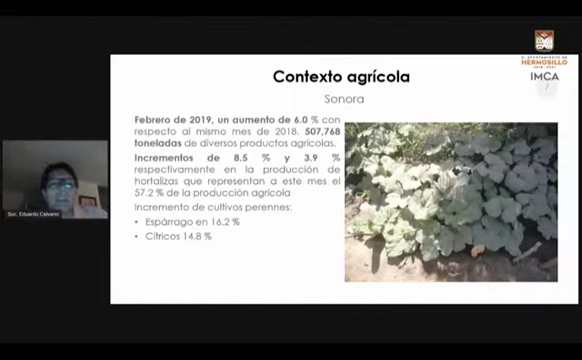 H. AYUNTAMIENTO DE
HERMOSILLO
IMCA
7
Contexto agrícola
Sonora
Febrero de 2019, un aumento de 6.0 % con
respecto al mismo mes de 2018. 507,768
toneladas de diversos productos agrícolas.
Incrementos de 8.5 % y 3.9 %
respectivamente en la producción de
hortalizas que representan a este mes el
57.2 % de la producción agrícola
Incremento de cultivos perennes:
• Espárrago en 16.2 %
• Cítricos 14.8 %
Soc. Eduardo Calvario